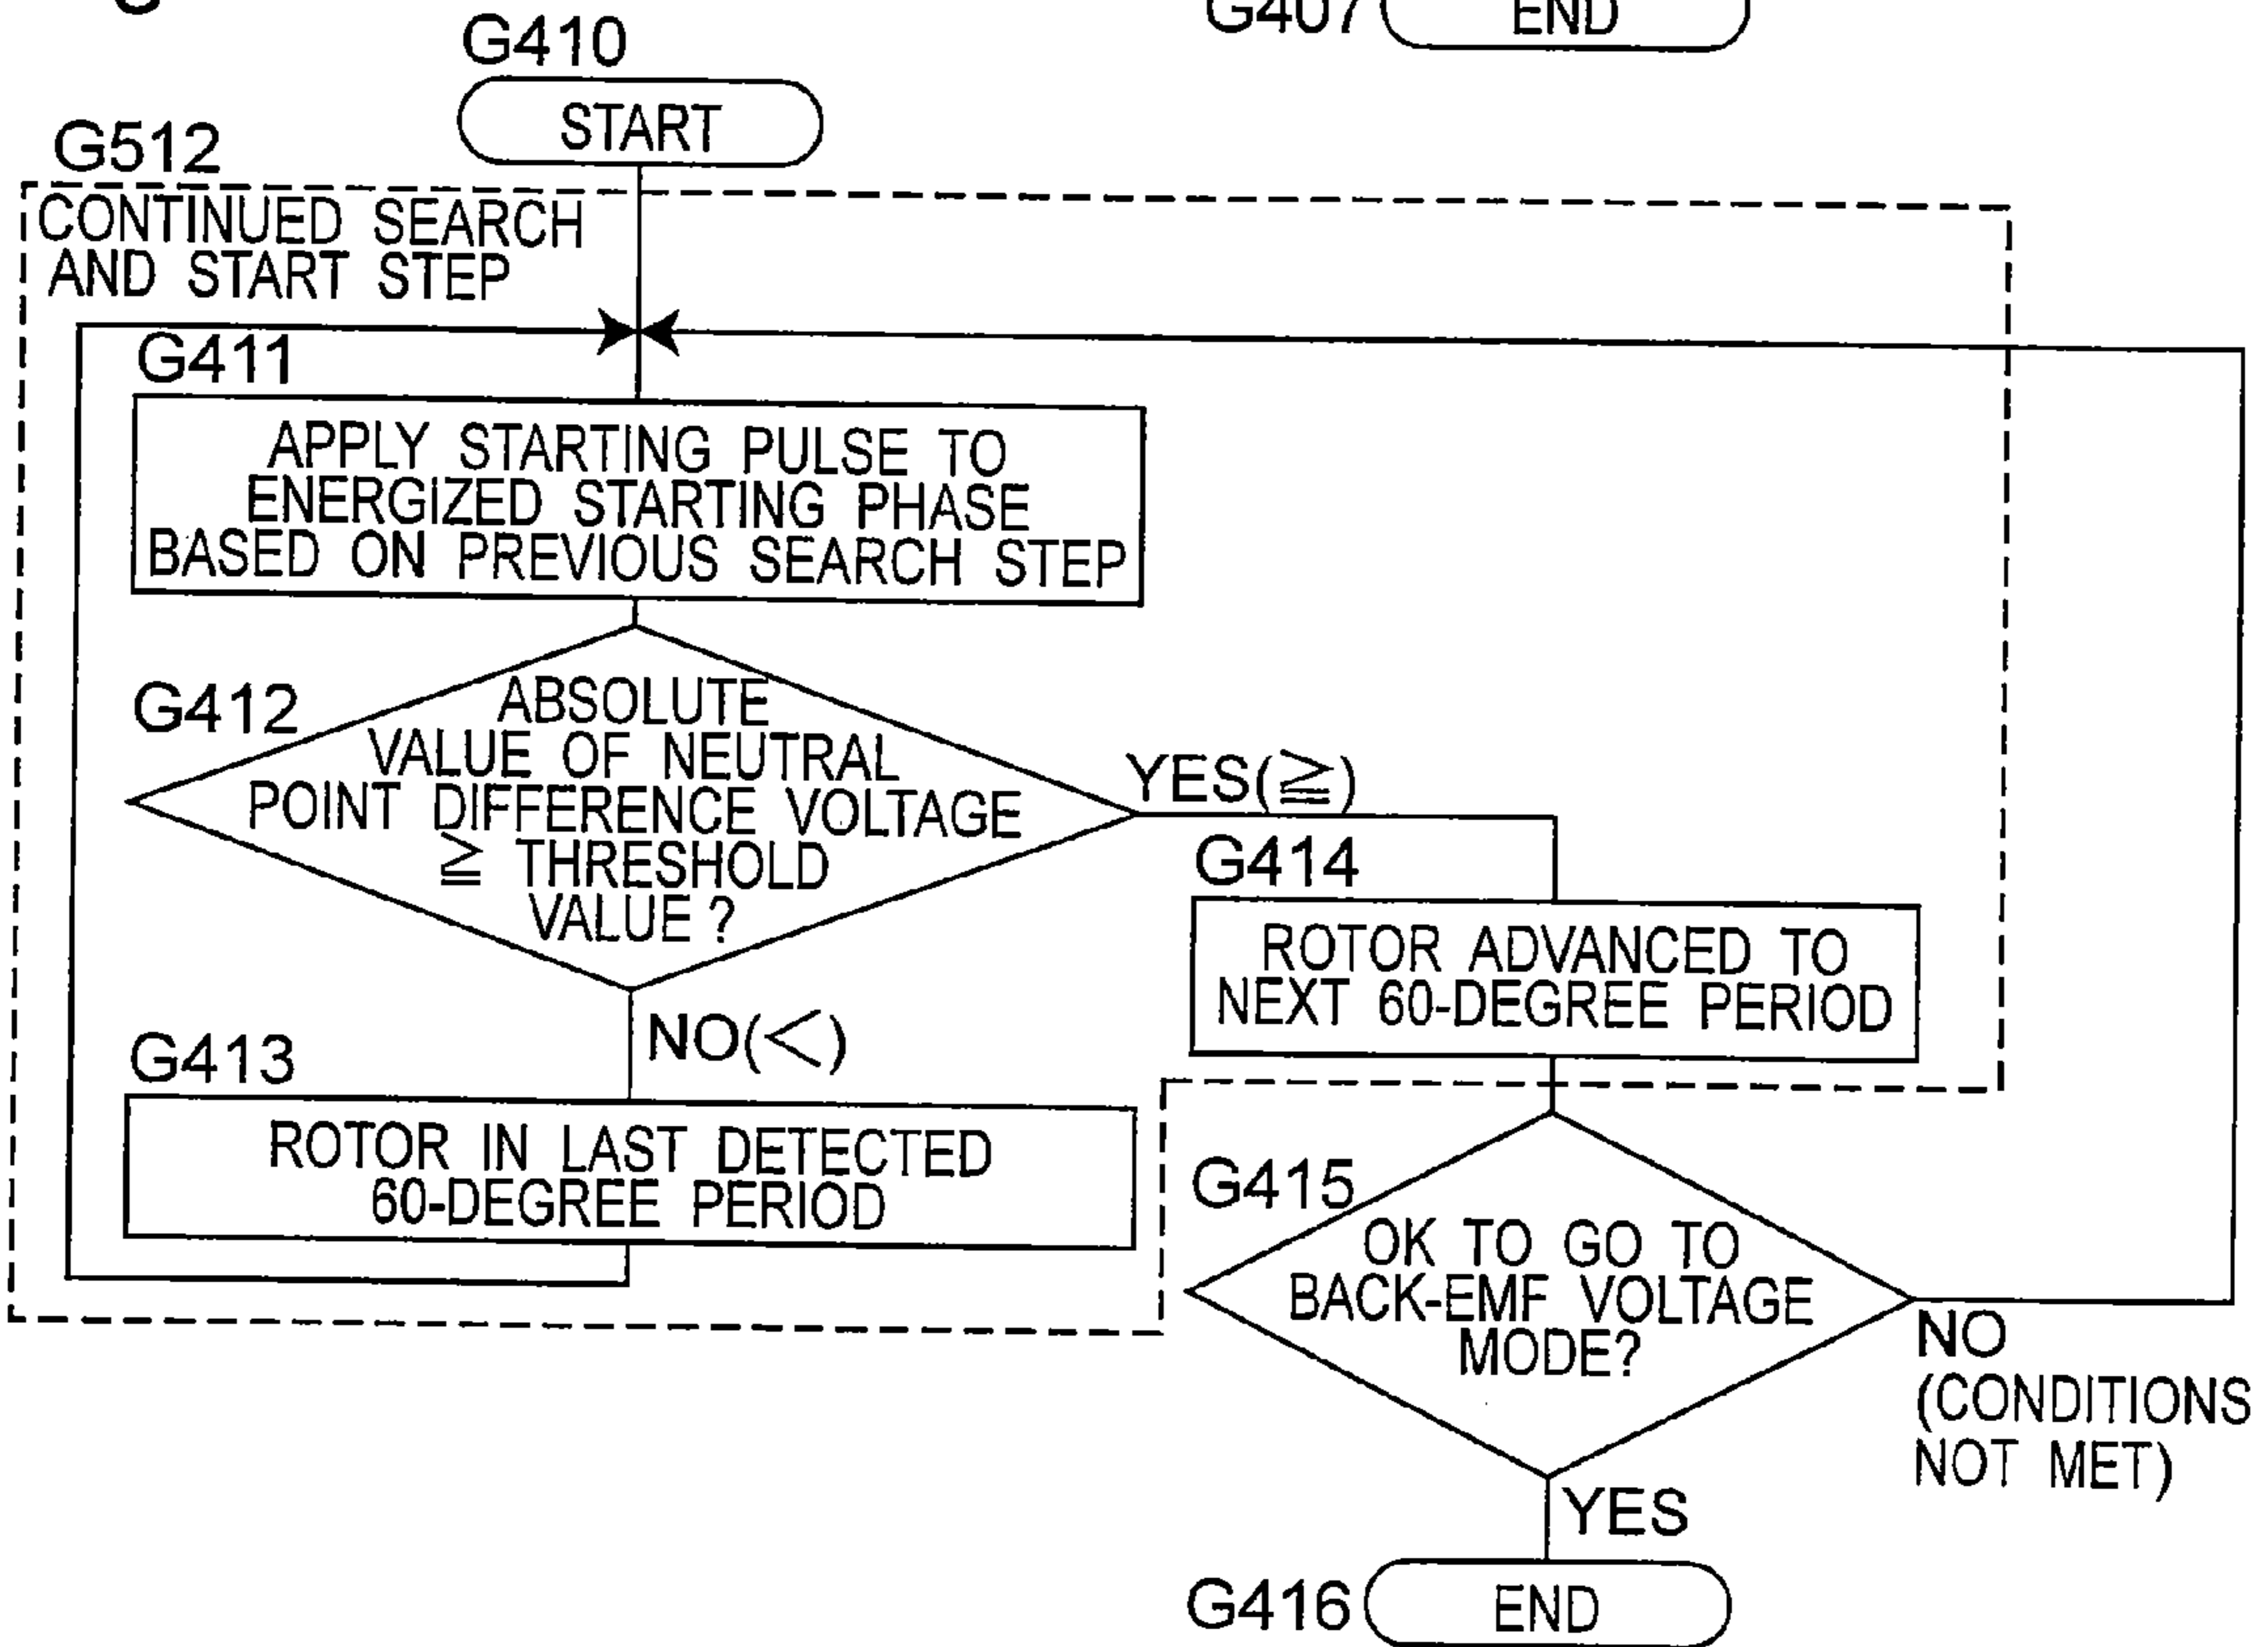 G407
END
G410
START
G512
CONTINUED SEARCH
AND START STEP
G411
APPLY STARTING PULSE TO
ENERGIZED STARTING PHASE
BASED ON PREVIOUS SEARCH STEP
G412
ABSOLUTE
VALUE OF NEUTRAL
POINT DIFFERENCE VOLTAGE
≧ THRESHOLD
VALUE ?
YES(≧)
G414
ROTOR ADVANCED TO
NEXT 60-DEGREE PERIOD
NO(<)
G413
ROTOR IN LAST DETECTED
60-DEGREE PERIOD
G415
OK TO GO TO
BACK-EMF VOLTAGE
MODE?
NO
(CONDITIONS
NOT MET)
YES
G416
END